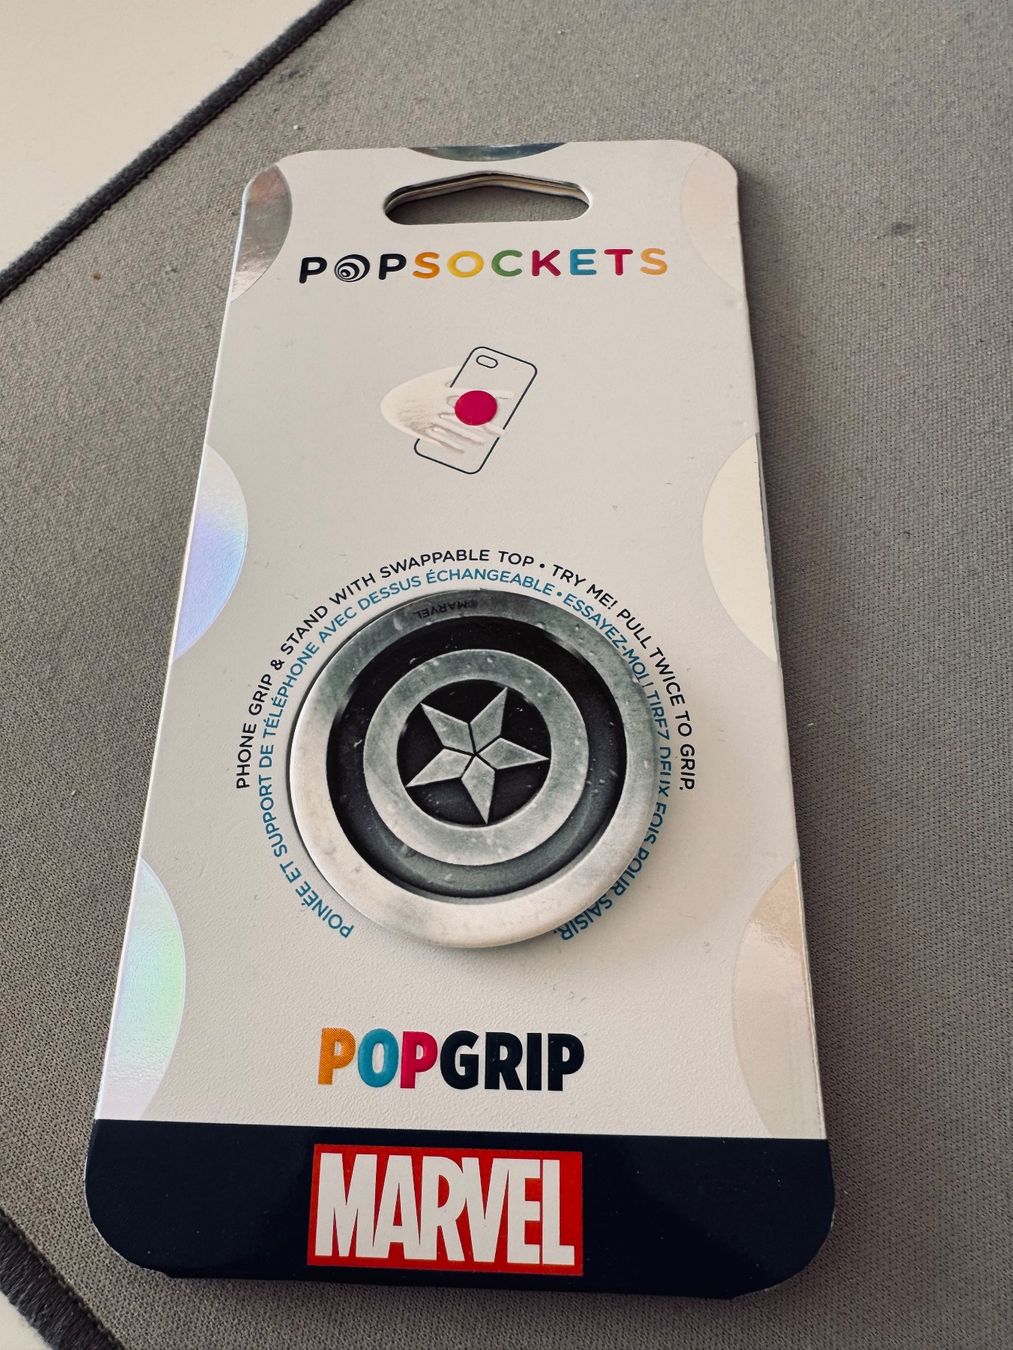 POPSOCKETS
PHONE GRIP & STAND WITH SWAPPABLE TOP • TRY ME! PULL TWICE TO GRIP.
POINÉE ET SUPPORT DE TÉLÉPHONE AVEC DESSUS ÉCHANGEABLE • ESSAYEZ-MOI! TIREZ DEUX FOIS POUR SAISIR.
©MARVEL
POPGRIP
MARVEL